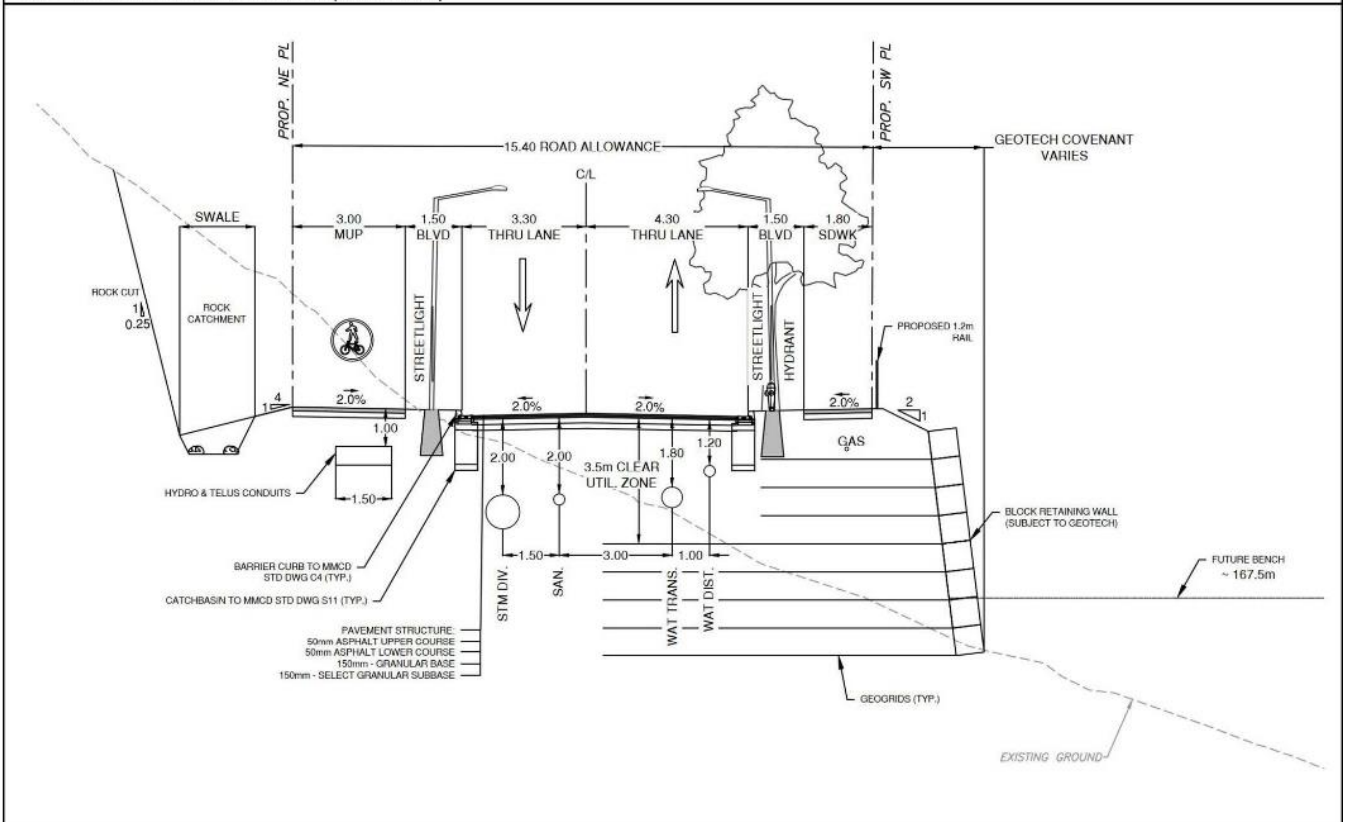 PROP. NE PL
PROP. SW PL
15.40 ROAD ALLOWANCE
GEOTECH COVENANT
VARIES
C/L
SWALE
3.00
MUP
1.50
BLVD
3.30
THRU LANE
4.30
THRU LANE
1.50
BLVD
1.80
SDWK
ROCK CUT
1
0.25
ROCK
CATCHMENT
STREETLIGHT
STREETLIGHT
HYDRANT
PROPOSED 1.2m
RAIL
4
1
2.0%
2.0%
2.0%
2.0%
2
1
1.00
GAS
2.00
2.00
3.5m CLEAR
UTIL. ZONE
1.80
1.20
HYDRO & TELUS CONDUITS
1.50
BLOCK RETAINING WALL
(SUBJECT TO GEOTECH)
1.50
3.00
1.00
BARRIER CURB TO MMCD
STD DWG C4 (TYP.)
STM DIV.
SAN.
WAT TRANS.
WAT DIST.
FUTURE BENCH
~ 167.5m
CATCHBASIN TO MMCD STD DWG S11 (TYP.)
PAVEMENT STRUCTURE:
50mm ASPHALT UPPER COURSE
50mm ASPHALT LOWER COURSE
150mm - GRANULAR BASE
150mm - SELECT GRANULAR SUBBASE
GEOGRIDS (TYP.)
EXISTING GROUND